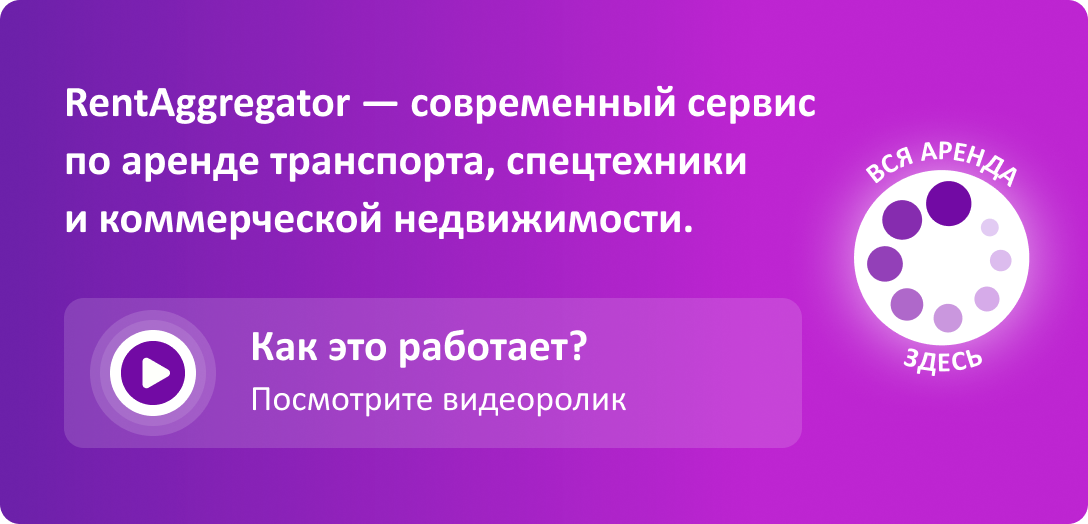 RentAggregator — современный сервис
по аренде транспорта, спецтехники
и коммерческой недвижимости.
Как это работает?
Посмотрите видеоролик
ВСЯ АРЕНДА
ЗДЕСЬ